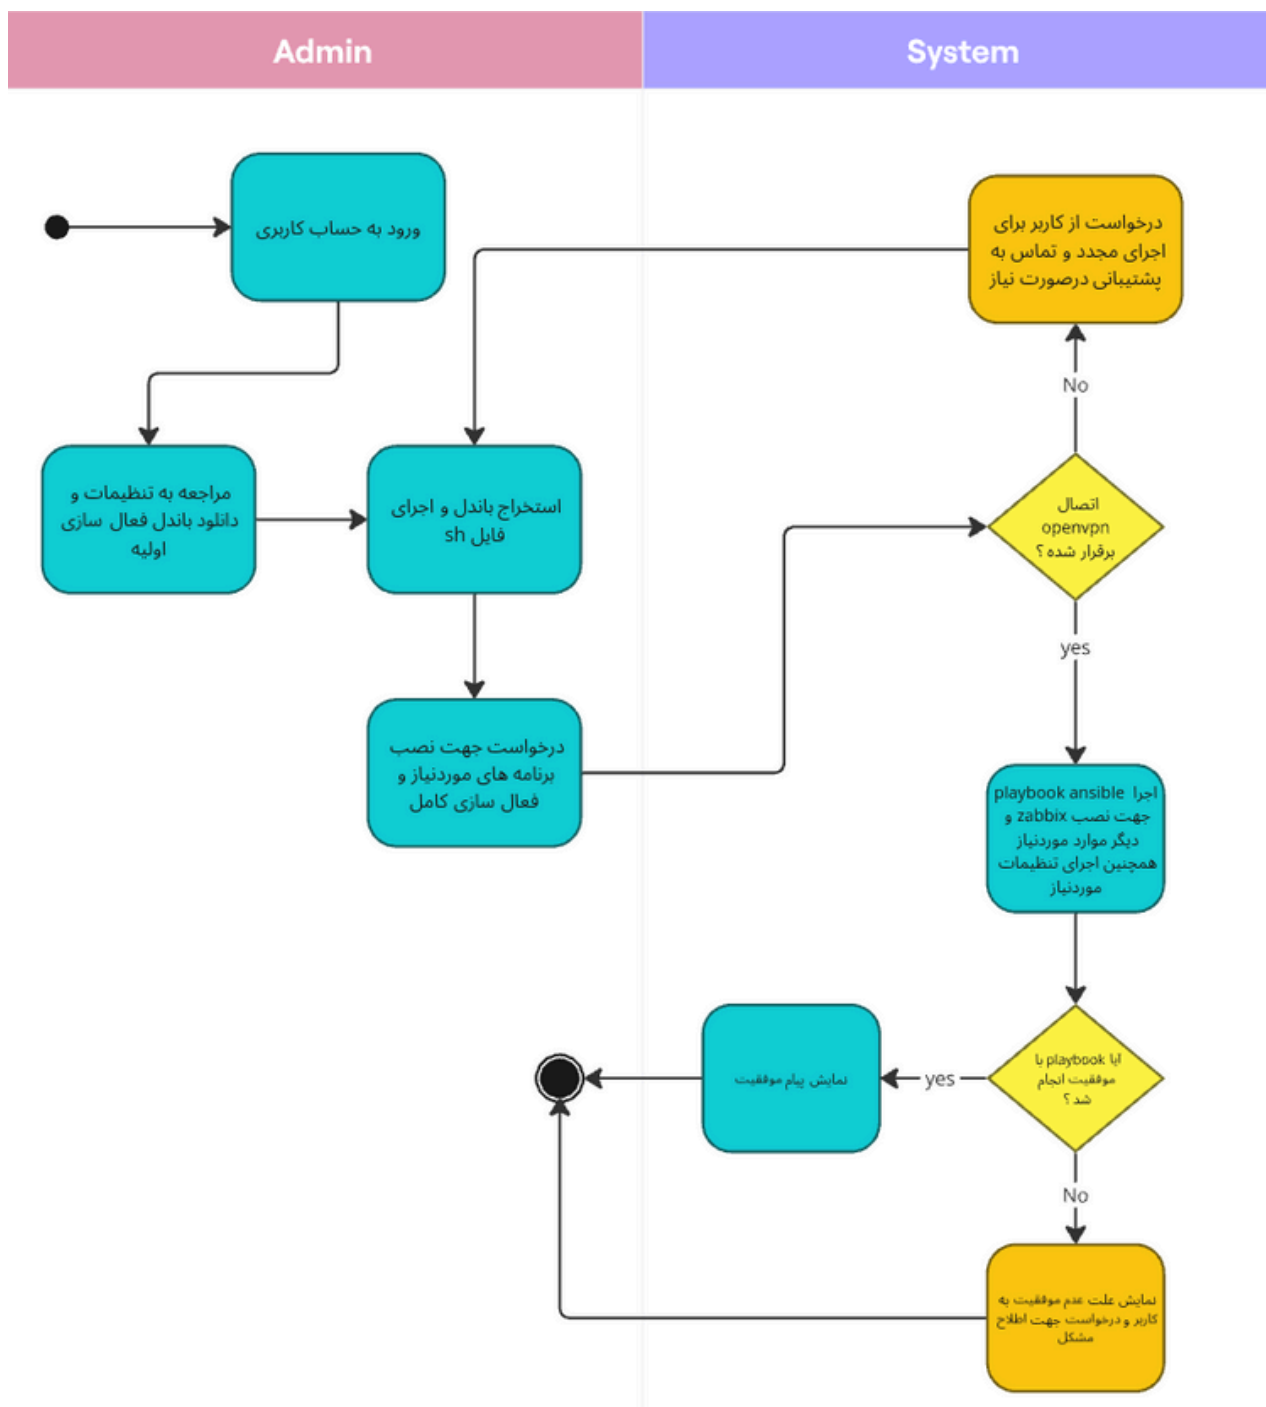 Admin
System
ورود به حساب کاربری
درخواست از کاربر برای
اجرای مجدد و تماس به
پشتیبانی درصورت نیاز
No
مراجعه به تنظیمات و
دانلود باندل فعال سازی
اولیه
استخراج باندل و اجرای
فایل sh
اتصال
openvpn
برقرار شده ؟
yes
درخواست جهت نصب
برنامه های موردنیاز و
فعال سازی کامل
اجرا playbook ansible
جهت نصب zabbix و
دیگر موارد موردنیاز
همچنین اجرای تنظیمات
موردنیاز
ایا playbook با
موفقیت انجام
شد ؟
yes
نمایش پیام موفقیت
No
نمایش علت عدم موفقیت به
کاربر و درخواست جهت اطلاح
مشکل